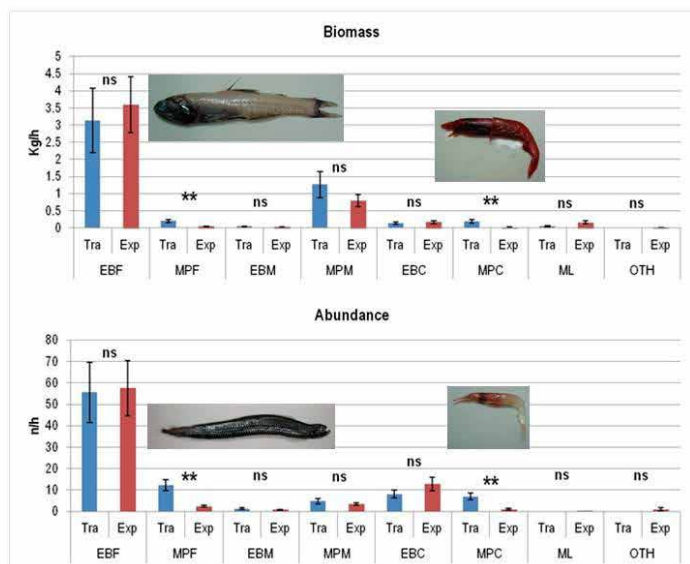 Biomass
5
4.5
4
3.5
3
2.5
2
1.5
1
0.5
0
Kg/h
ns
**
ns
ns
ns
**
ns
ns
Tra Exp Tra Exp Tra Exp Tra Exp Tra Exp Tra Exp Tra Exp Tra Exp
EBF MPF EBM MPM EBC MPC ML OTH
Abundance
80
70
60
50
40
30
20
10
0
n/h
ns
**
ns
ns
ns
**
ns
ns
Tra Exp Tra Exp Tra Exp Tra Exp Tra Exp Tra Exp Tra Exp Tra Exp
EBF MPF EBM MPM EBC MPC ML OTH